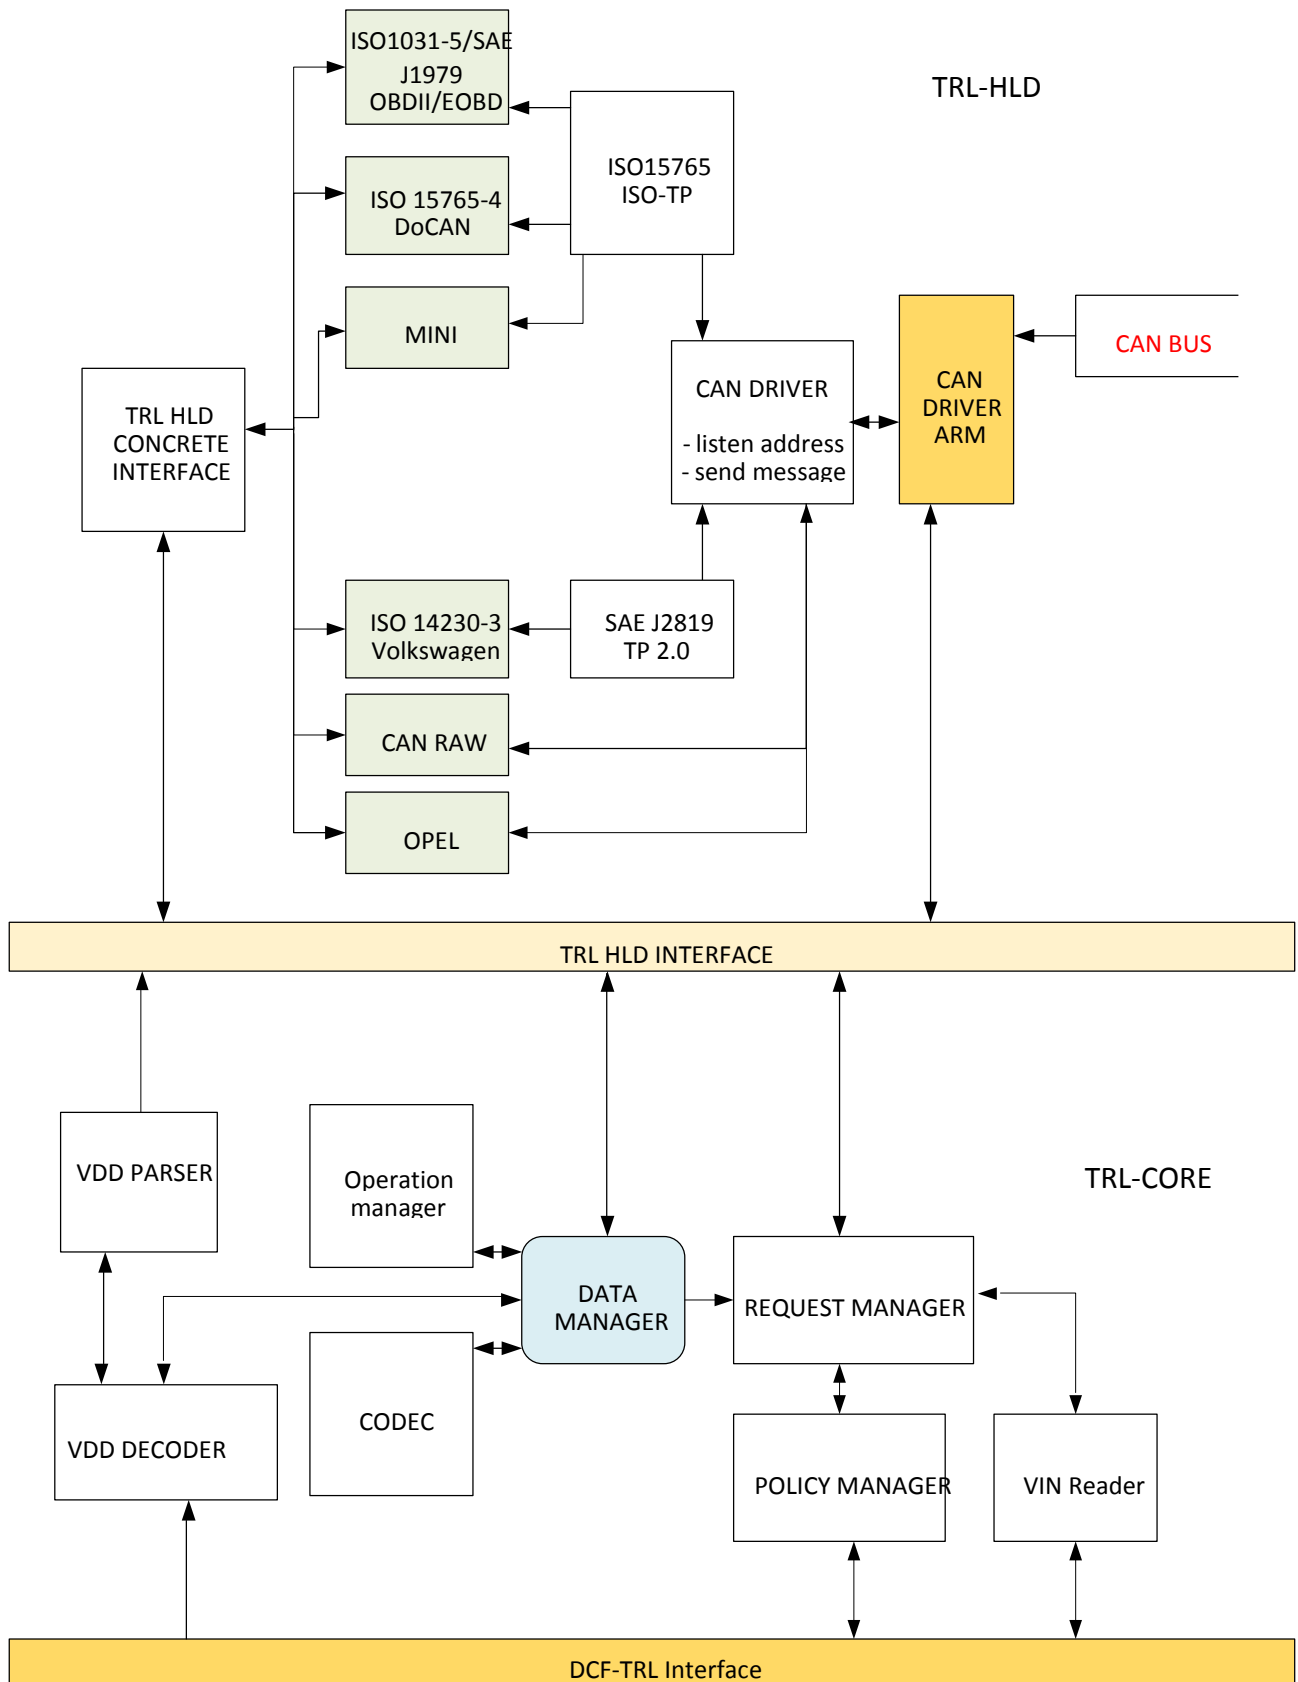 ISO1031-5/SAE
J1979
OBDII/EOBD
TRL-HLD
ISO15765
ISO-TP
ISO 15765-4
DoCAN
MINI
CAN BUS
CAN DRIVER
- listen address
- send message
CAN
DRIVER
ARM
TRL HLD
CONCRETE
INTERFACE
ISO 14230-3
Volkswagen
SAE J2819
TP 2.0
CAN RAW
OPEL
TRL HLD INTERFACE
VDD PARSER
Operation
manager
TRL-CORE
DATA
MANAGER
REQUEST MANAGER
VDD DECODER
CODEC
POLICY MANAGER
VIN Reader
DCF-TRL Interface